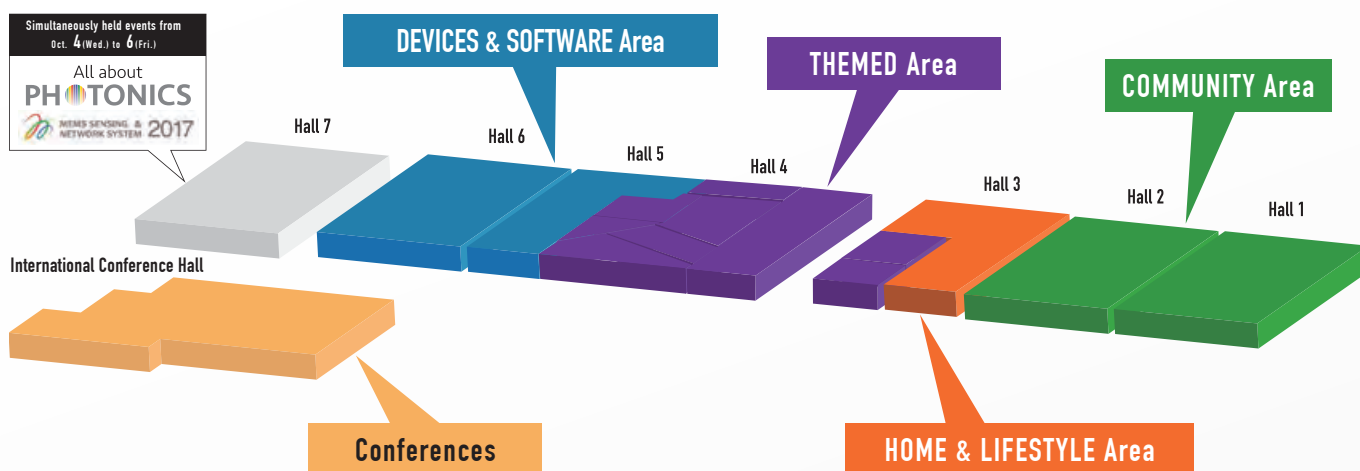 Simultaneously held events from
Oct. 4(Wed.) to 6(Fri.)
All about
PHOTONICS
MEMS SENSING &
NETWORK SYSTEM 2017
DEVICES & SOFTWARE Area
THEMED Area
COMMUNITY Area
Hall 7
Hall 6
Hall 5
Hall 4
Hall 3
Hall 2
Hall 1
International Conference Hall
Conferences
HOME & LIFESTYLE Area